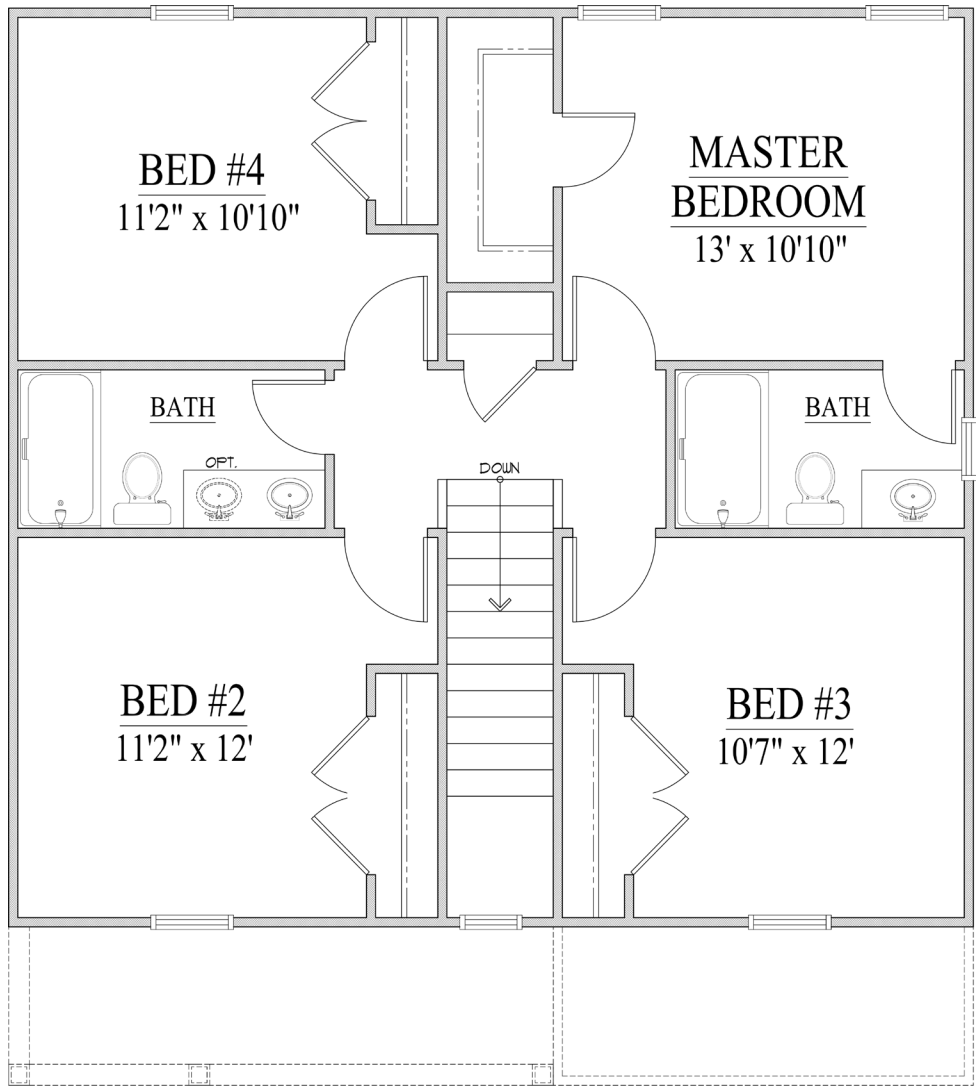 BED #4
11'2" x 10'10"
MASTER
BEDROOM
13' x 10'10"
BATH
OPT.
BATH
DOWN
BED #2
11'2" x 12'
BED #3
10'7" x 12'